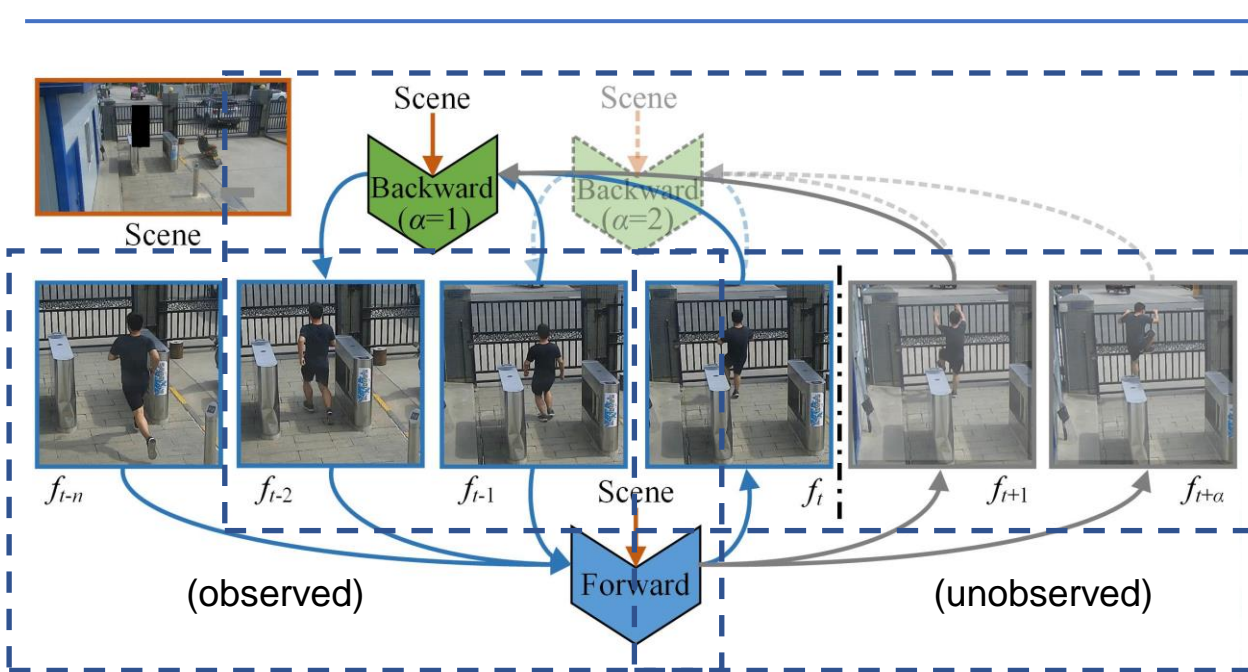 Scene
Scene
Scene
Backward
(α=1)
Backward
(α=2)
f_{t-n}
f_{t-2}
f_{t-1}
Scene
f_t
f_{t+1}
f_{t+α}
Forward
(observed)
(unobserved)